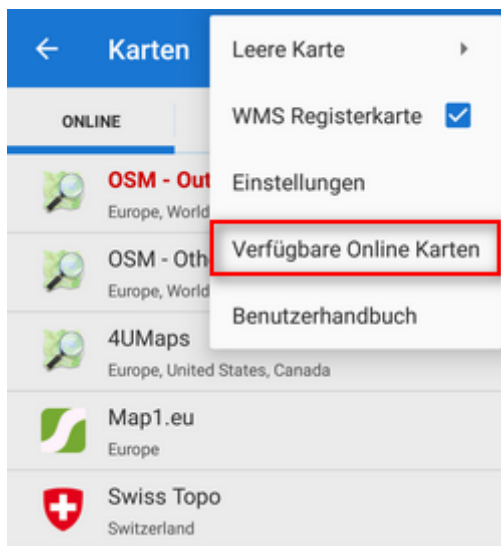 Karten
ONLINE
OSM - Out
Europe, World
OSM - Oth
Europe, World
4UMaps
Europe, United States, Canada
Map1.eu
Europe
Swiss Topo
Switzerland
Leere Karte
WMS Registerkarte
Einstellungen
Verfügbare Online Karten
Benutzerhandbuch